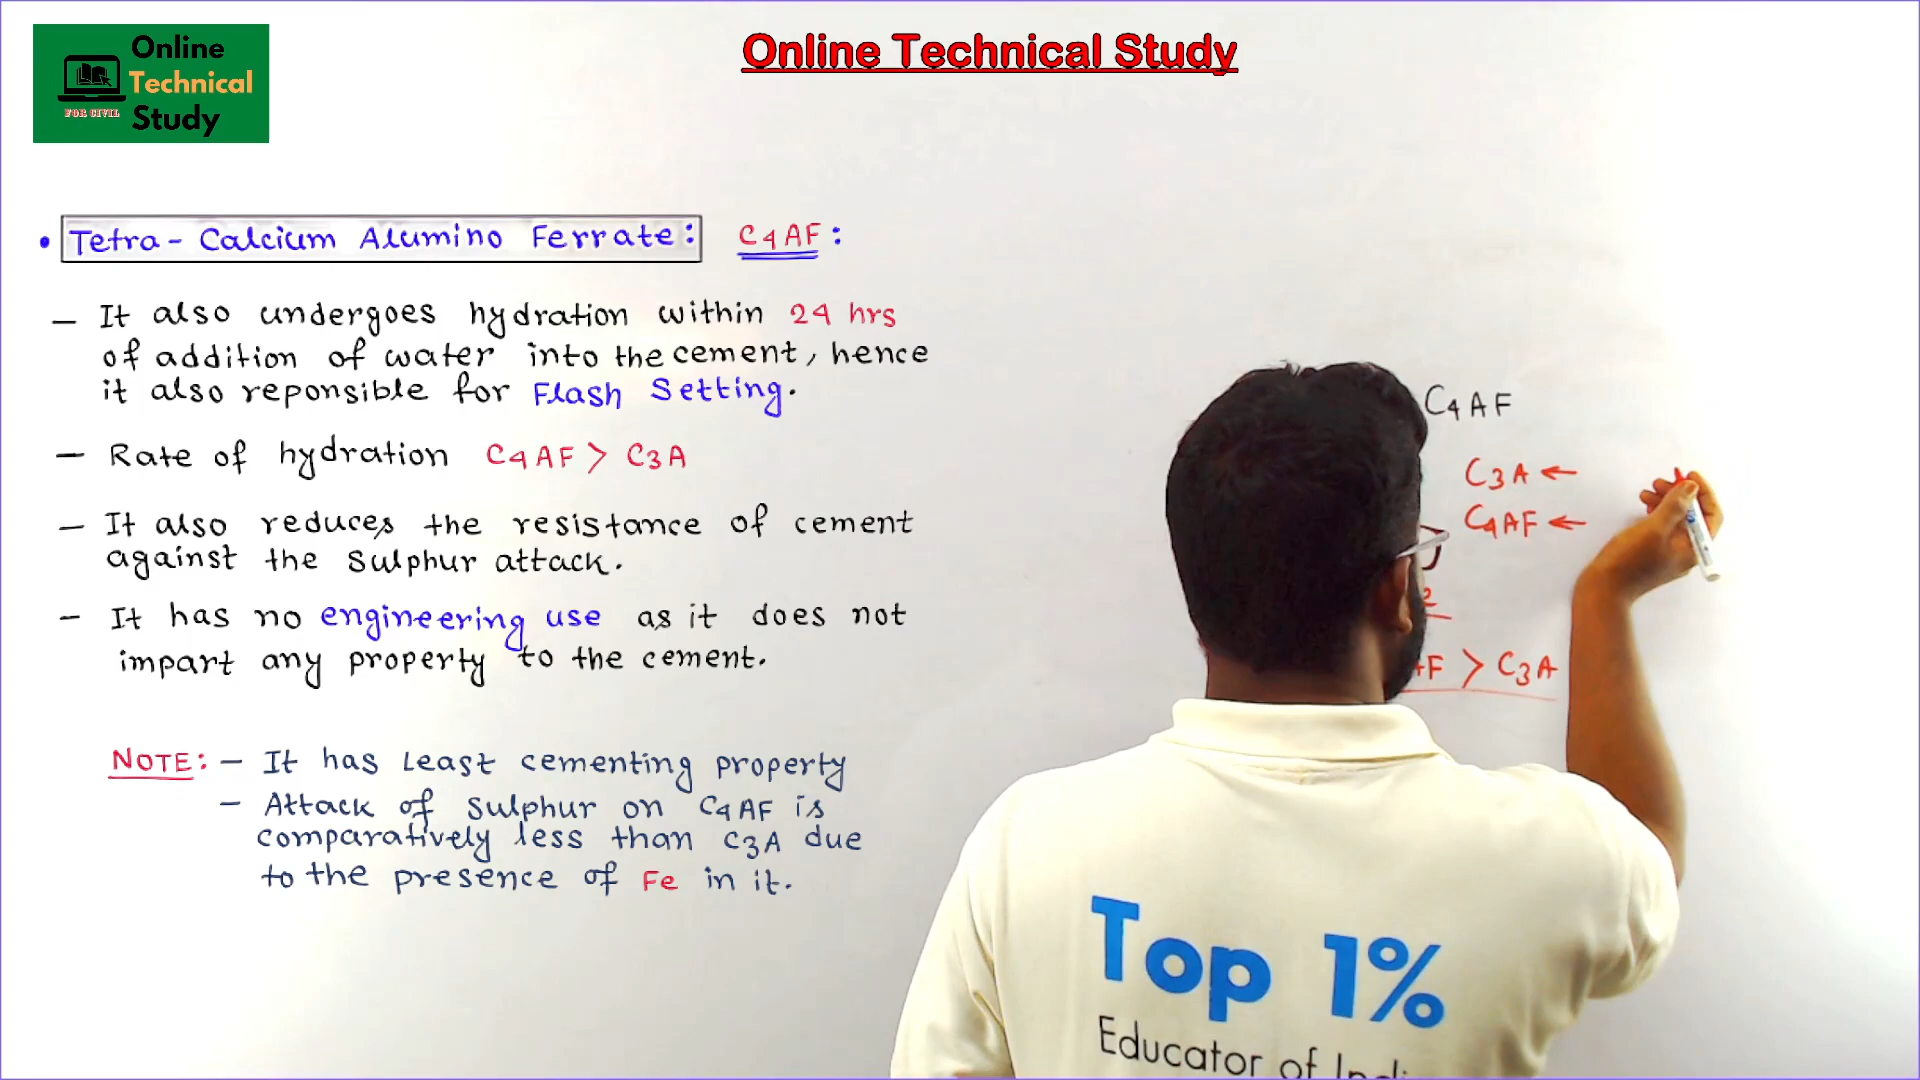 Online
Technical
FOR CIVIL
Study
Online Technical Study
• Tetra-Calcium Alumino Ferrate: C4AF:
— It also undergoes hydration within 24 hrs
of addition of water into the cement, hence
it also reponsible for Flash Setting.
— Rate of hydration C4AF > C3A
— It also reduces the resistance of cement
against the Sulphur attack.
— It has no engineering use as it does not
impart any property to the cement.
NOTE: — It has Least cementing property
— Attack of Sulphur on C4AF is
comparatively less than C3A due
to the presence of Fe in it.
C4AF
C3A ←
C4AF ←
2
F > C3A
Top 1%
Educator of